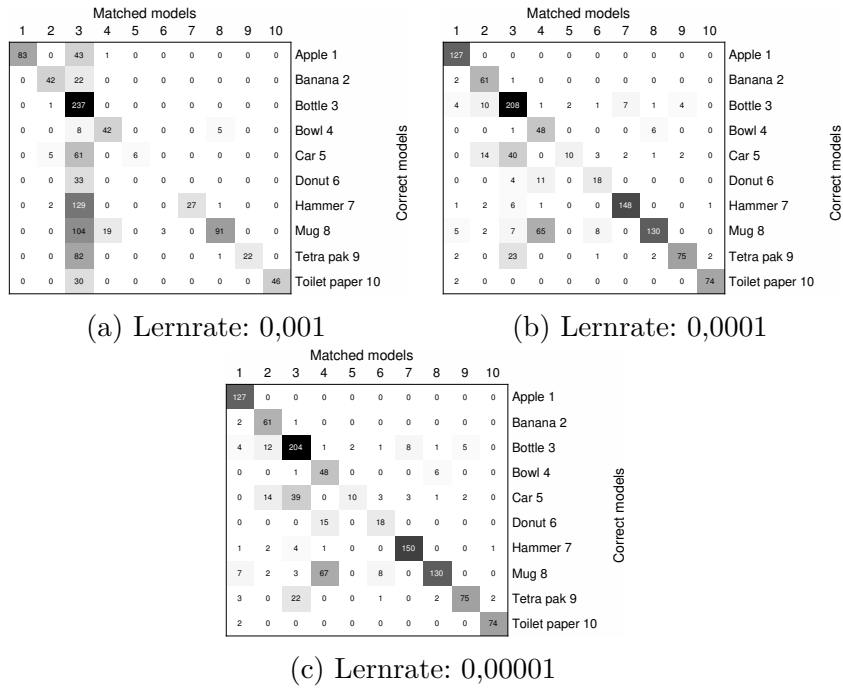 Matched models
1 2 3 4 5 6 7 8 9 10
83 0 43 1 0 0 0 0 0 0 Apple 1
0 42 22 0 0 0 0 0 0 0 Banana 2
0 1 237 0 0 0 0 0 0 0 Bottle 3
0 0 8 42 0 0 0 5 0 0 Bowl 4
0 5 61 0 6 0 0 0 0 0 Car 5
0 0 33 0 0 0 0 0 0 0 Donut 6
0 2 129 0 0 0 27 1 0 0 Hammer 7
0 0 104 19 0 3 0 91 0 0 Mug 8
0 0 82 0 0 0 0 1 22 0 Tetra pak 9
0 0 30 0 0 0 0 0 0 46 Toilet paper 10
Correct models
(a) Lernrate: 0,001
Matched models
1 2 3 4 5 6 7 8 9 10
127 0 0 0 0 0 0 0 0 0 Apple 1
2 61 1 0 0 0 0 0 0 0 Banana 2
4 10 208 1 2 1 7 1 4 0 Bottle 3
0 0 1 48 0 0 0 6 0 0 Bowl 4
0 14 40 0 10 3 2 1 2 0 Car 5
0 0 4 11 0 18 0 0 0 0 Donut 6
1 2 6 1 0 0 148 0 0 1 Hammer 7
5 2 7 65 0 8 0 130 0 0 Mug 8
2 0 23 0 0 1 0 2 75 2 Tetra pak 9
2 0 0 0 0 0 0 0 0 74 Toilet paper 10
Correct models
(b) Lernrate: 0,0001
Matched models
1 2 3 4 5 6 7 8 9 10
127 0 0 0 0 0 0 0 0 0 Apple 1
2 61 1 0 0 0 0 0 0 0 Banana 2
4 12 204 1 2 1 8 1 5 0 Bottle 3
0 0 1 48 0 0 0 6 0 0 Bowl 4
0 14 39 0 10 3 3 1 2 0 Car 5
0 0 0 15 0 18 0 0 0 0 Donut 6
1 2 4 1 0 0 150 0 0 1 Hammer 7
7 2 3 67 0 8 0 130 0 0 Mug 8
3 0 22 0 0 1 0 2 75 2 Tetra pak 9
2 0 0 0 0 0 0 0 0 74 Toilet paper 10
Correct models
(c) Lernrate: 0,00001